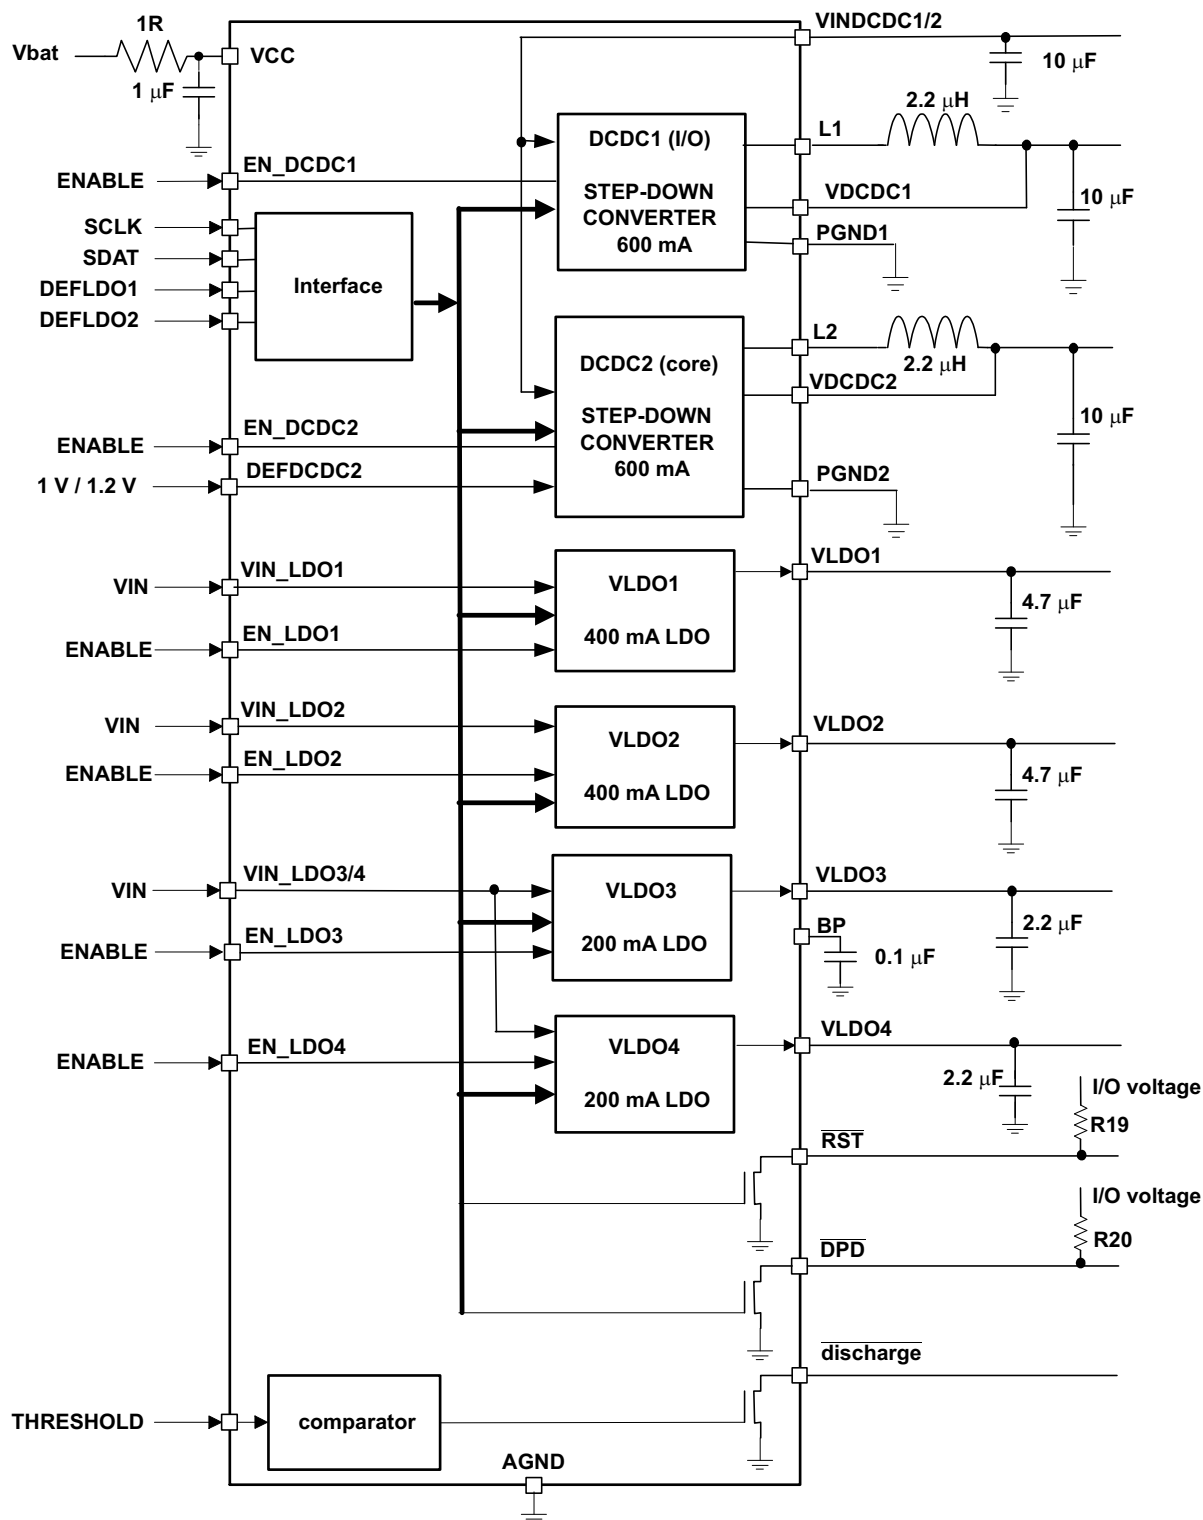 1R
Vbat
VCC
1 μF
VINDCDC1/2
10 μF
2.2 μH
L1
DCDC1 (I/O)
STEP-DOWN
CONVERTER
600 mA
EN_DCDC1
ENABLE
VDCDC1
10 μF
PGND1
SCLK
SDAT
DEFLDO1
DEFLDO2
Interface
L2
2.2 μH
DCDC2 (core)
STEP-DOWN
CONVERTER
600 mA
VDCDC2
10 μF
ENABLE
EN_DCDC2
1 V / 1.2 V
DEFDCDC2
PGND2
VIN
VIN_LDO1
VLDO1
400 mA LDO
VLDO1
4.7 μF
ENABLE
EN_LDO1
VIN
VIN_LDO2
VLDO2
400 mA LDO
VLDO2
4.7 μF
ENABLE
EN_LDO2
VIN
VIN_LDO3/4
VLDO3
200 mA LDO
VLDO3
2.2 μF
BP
0.1 μF
ENABLE
EN_LDO3
ENABLE
EN_LDO4
VLDO4
200 mA LDO
VLDO4
2.2 μF
I/O voltage
R19
RST
I/O voltage
R20
DPD
discharge
THRESHOLD
comparator
AGND